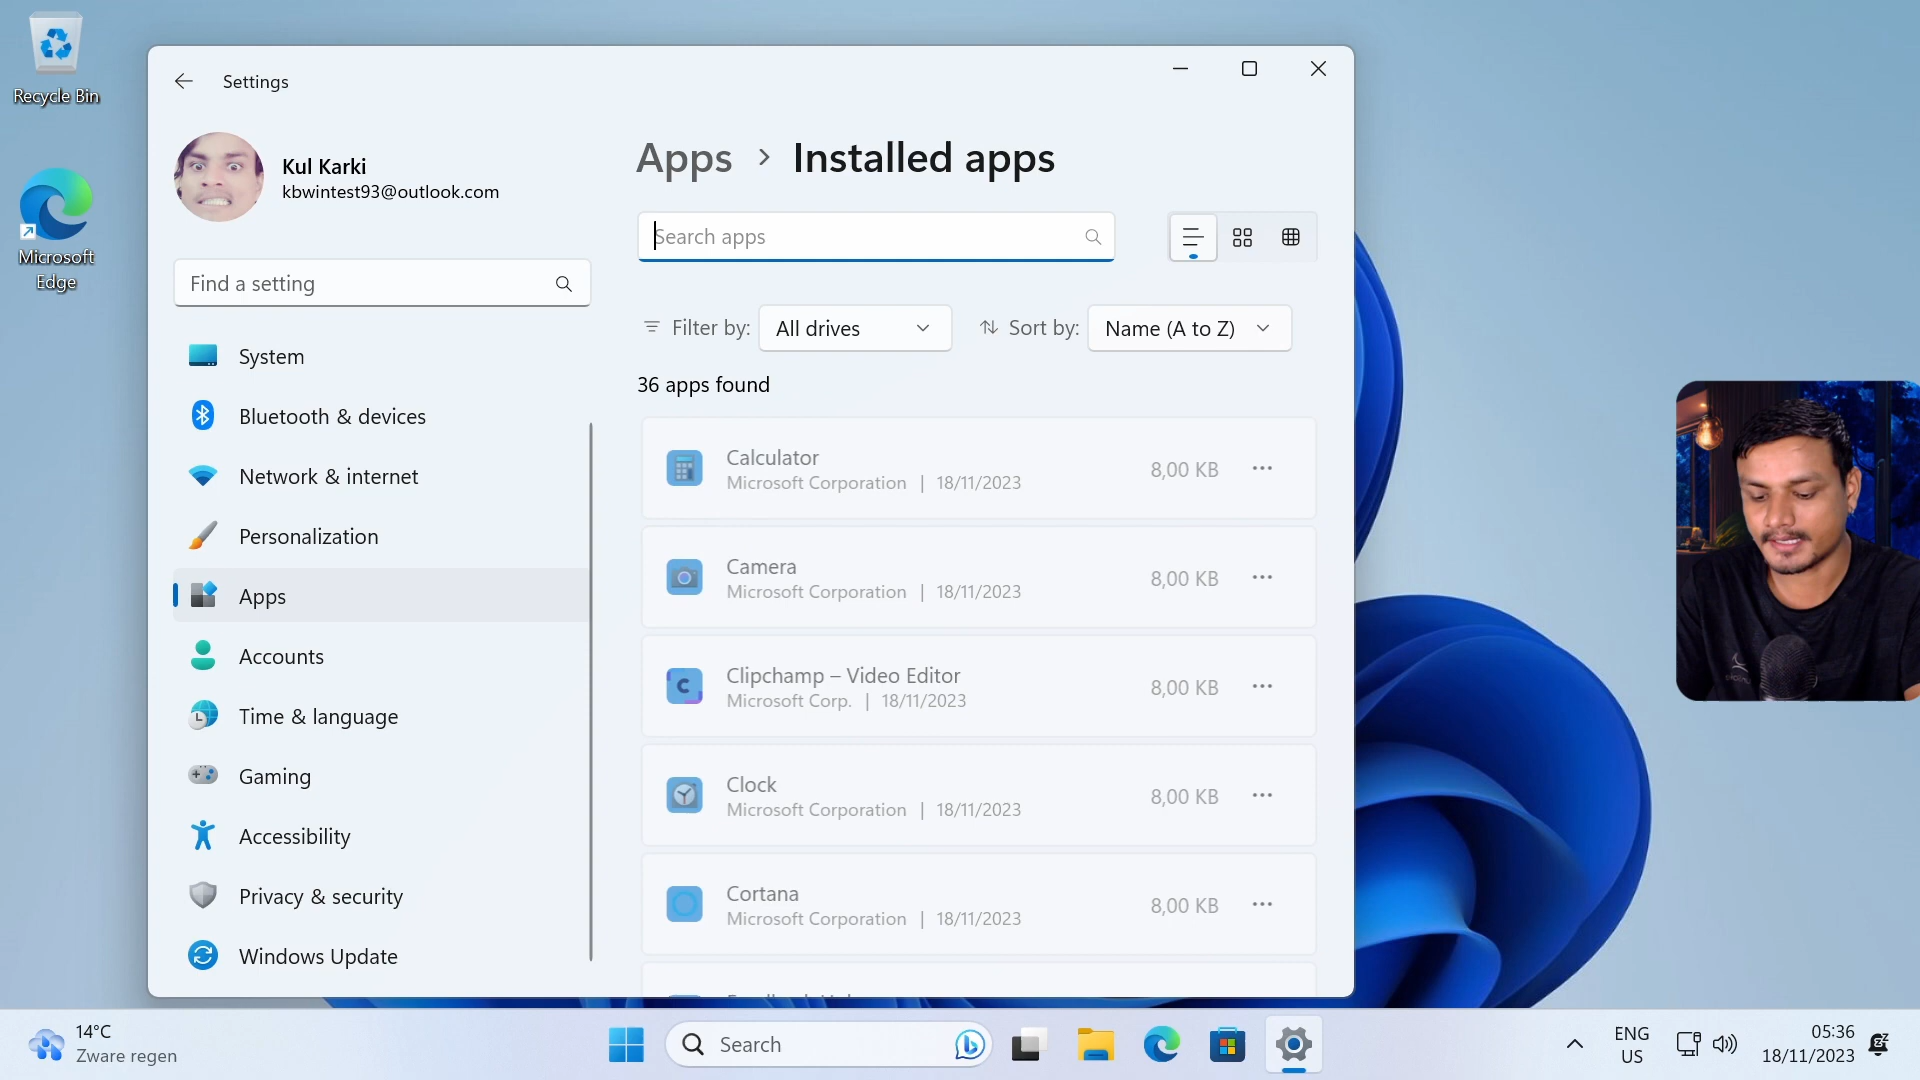 Recycle Bin
Microsoft
Edge
Settings
Kul Karki
kbwintest93@outlook.com
Find a setting
System
Bluetooth & devices
Network & internet
Personalization
Apps
Accounts
Time & language
Gaming
Accessibility
Privacy & security
Windows Update
Apps > Installed apps
Search apps
Filter by: All drives Sort by: Name (A to Z)
36 apps found
Calculator
Microsoft Corporation | 18/11/2023
8,00 KB
Camera
Microsoft Corporation | 18/11/2023
8,00 KB
Clipchamp – Video Editor
Microsoft Corp. | 18/11/2023
8,00 KB
Clock
Microsoft Corporation | 18/11/2023
8,00 KB
Cortana
Microsoft Corporation | 18/11/2023
8,00 KB
14°C
Zware regen
Search
ENG
US
05:36
18/11/2023